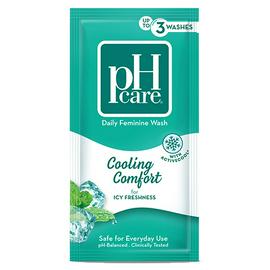 UP TO 3 WASHES
pH
care®
Daily Feminine Wash
WITH ACTIVECOOL
Cooling
Comfort
for
ICY FRESHNESS
Safe for Everyday Use
pH-Balanced . Clinically Tested